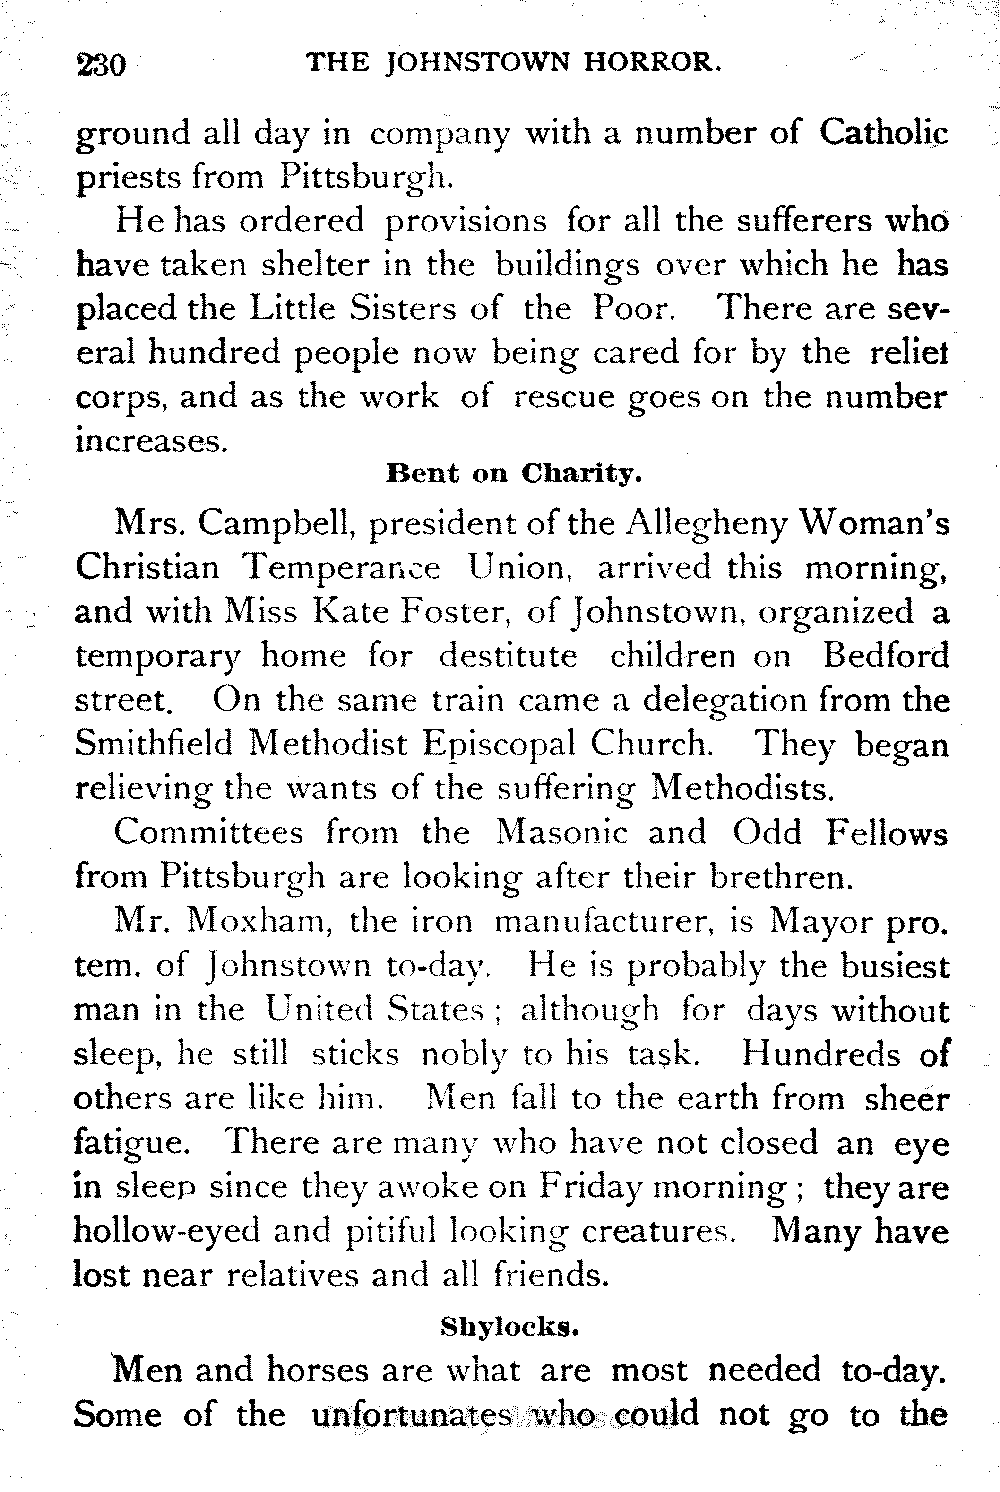 230 THE JOHNSTOWN HORROR.
ground all day in company with a number of Catholic
priests from Pittsburgh.
He has ordered provisions for all the sufferers who
have taken shelter in the buildings over which he has
placed the Little Sisters of the Poor. There are sev-
eral hundred people now being cared for by the relief
corps, and as the work of rescue goes on the number
increases.
Bent on Charity.
Mrs. Campbell, president of the Allegheny Woman's
Christian Temperance Union, arrived this morning,
and with Miss Kate Foster, of Johnstown, organized a
temporary home for destitute children on Bedford
street. On the same train came a delegation from the
Smithfield Methodist Episcopal Church. They began
relieving the wants of the suffering Methodists.
Committees from the Masonic and Odd Fellows
from Pittsburgh are looking after their brethren.
Mr. Moxham, the iron manufacturer, is Mayor pro.
tem. of Johnstown to-day. He is probably the busiest
man in the United States ; although for days without
sleep, he still sticks nobly to his task. Hundreds of
others are like him. Men fall to the earth from sheer
fatigue. There are many who have not closed an eye
in sleep since they awoke on Friday morning ; they are
hollow-eyed and pitiful looking creatures. Many have
lost near relatives and all friends.
Shylocks.
Men and horses are what are most needed to-day.
Some of the unfortunates who could not go to the